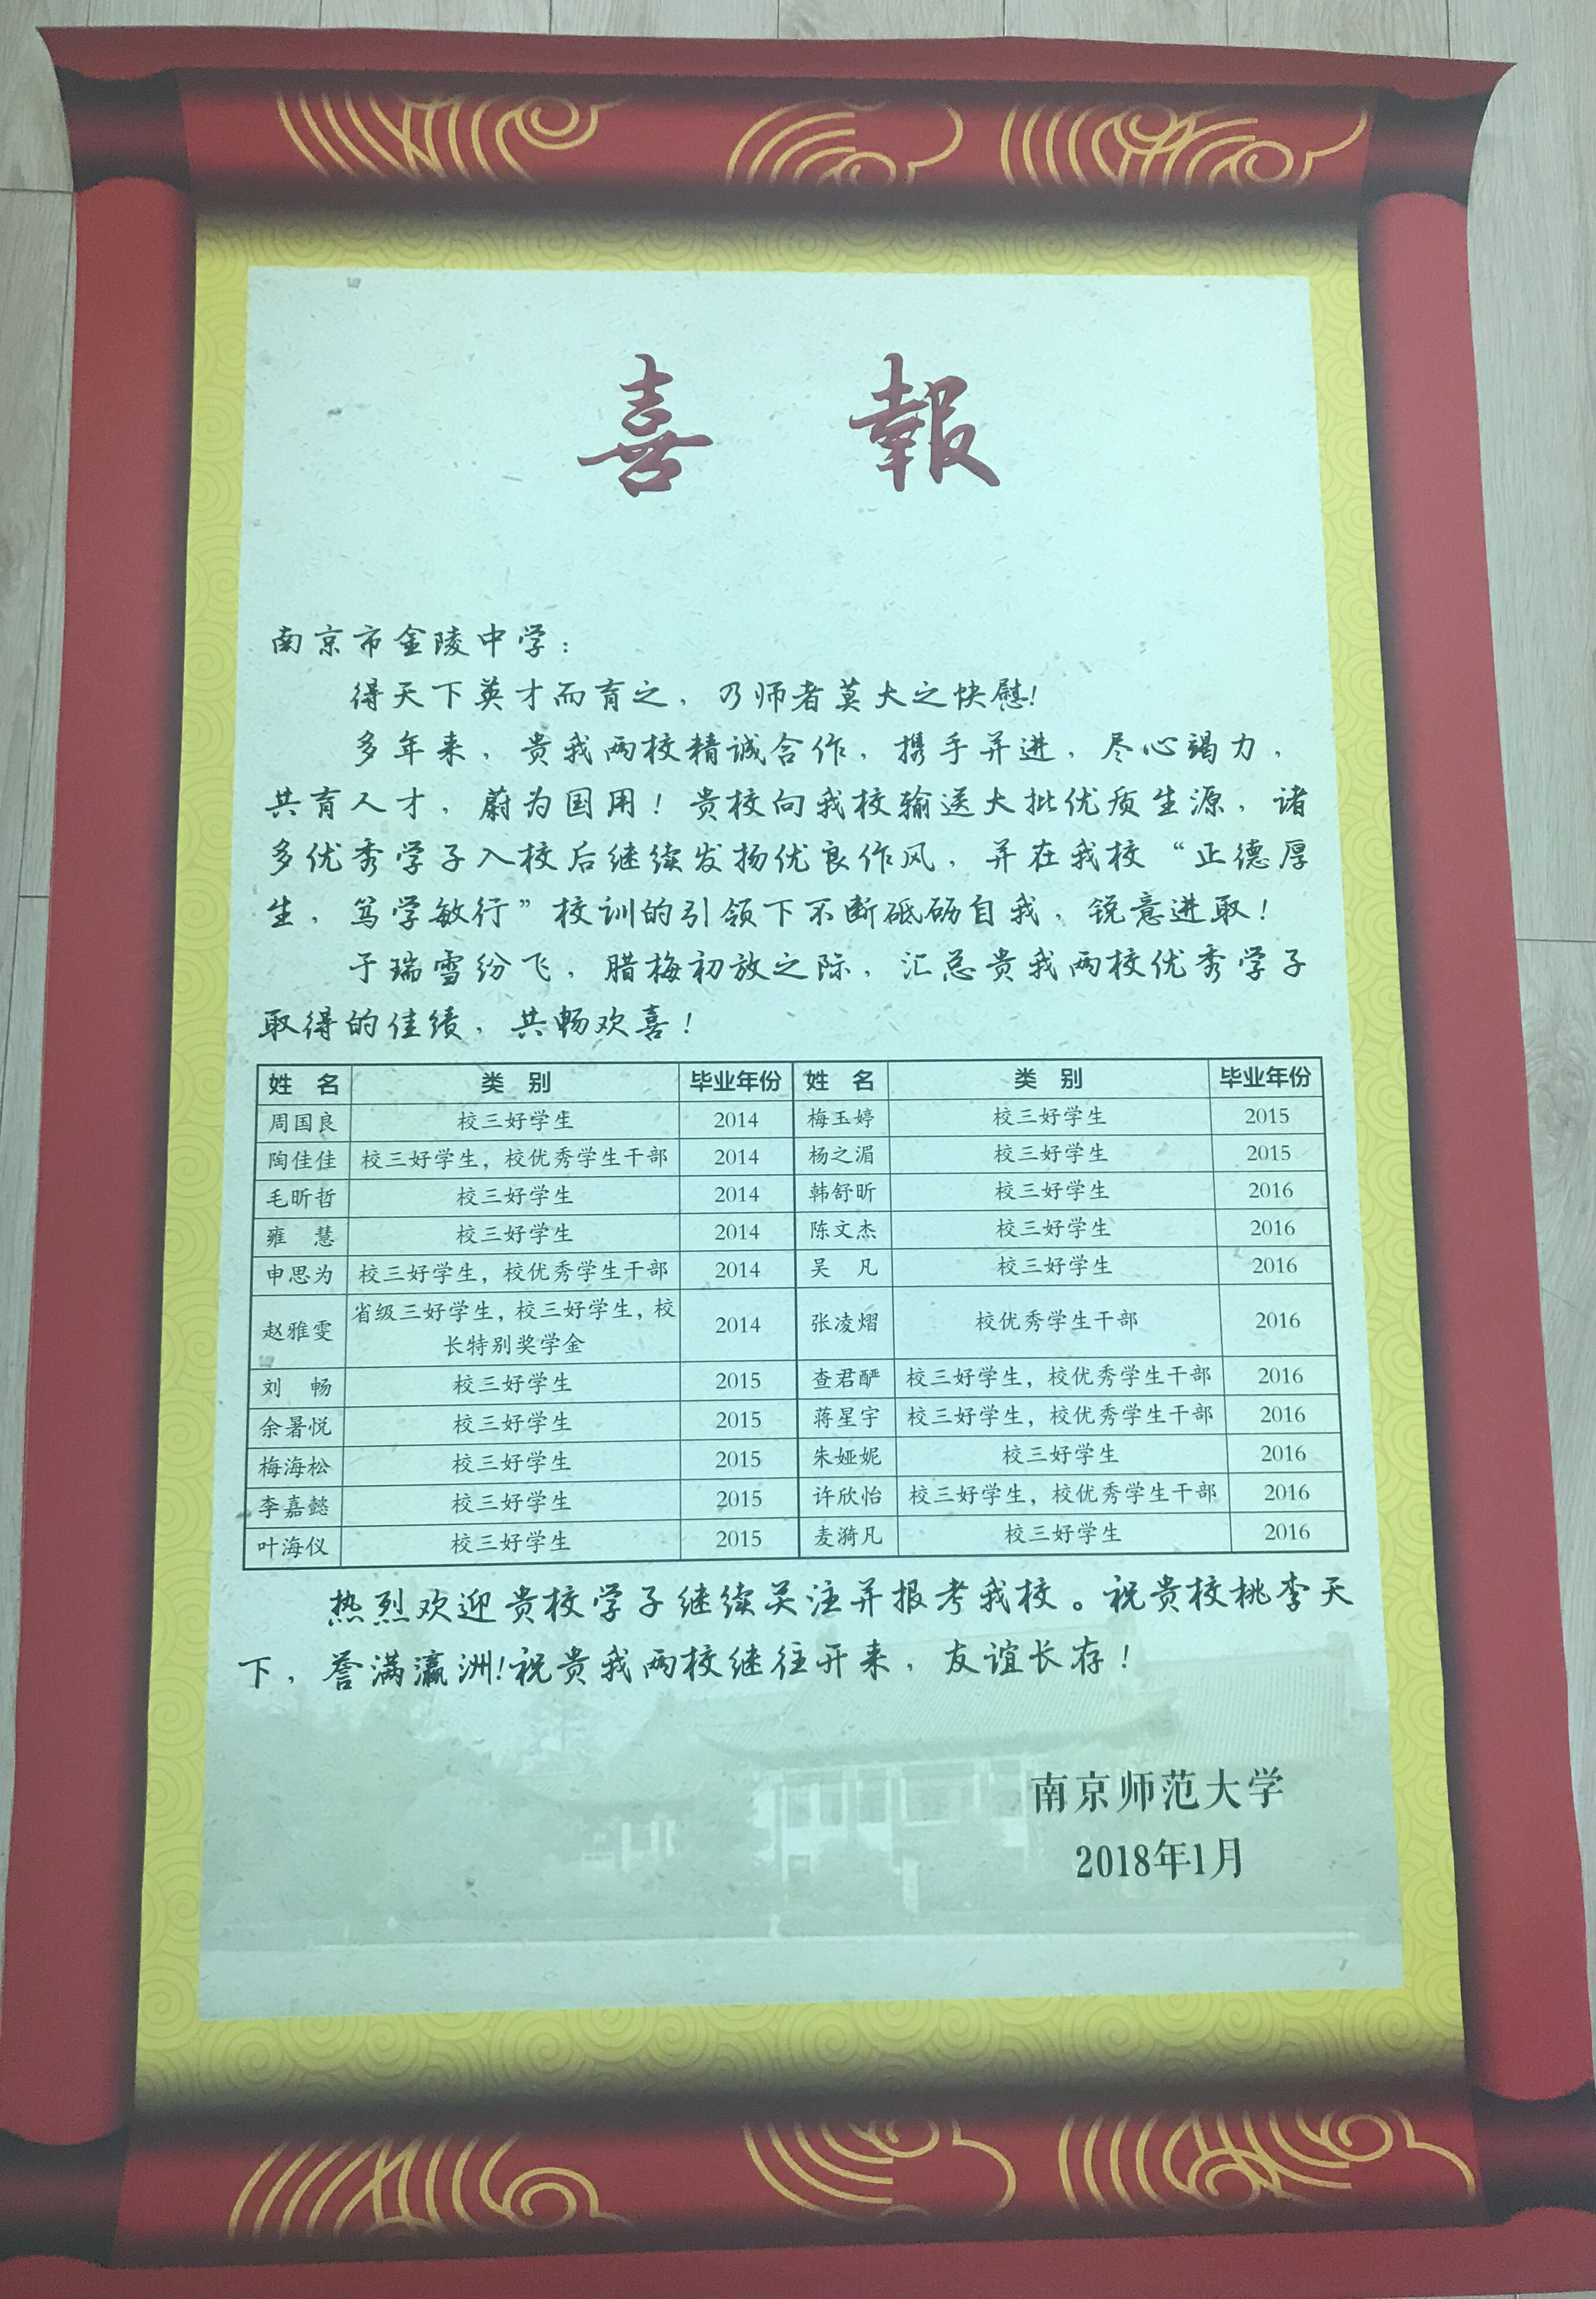 喜報
南京市金陵中学：
得天下英才而育之，乃师者莫大之快慰！
多年来，贵我两校精诚合作，携手并进，尽心竭力，
共育人才，蔚为国用！贵校向我校输送大批优质生源，诸
多优秀学子入校后继续发扬优良作风，并在我校“正德厚
生，笃学敏行”校训的引领下不断砥砺自我，锐意进取！
于瑞雪纷飞，腊梅初放之际，汇总贵我两校优秀学子
取得的佳绩，共畅欢喜！
姓 名 类 别 毕业年份 姓 名 类 别 毕业年份
周国良 校三好学生 2014 梅玉婷 校三好学生 2015
陶佳佳 校三好学生，校优秀学生干部 2014 杨之湄 校三好学生 2015
毛昕哲 校三好学生 2014 韩舒昕 校三好学生 2016
雍 慧 校三好学生 2014 陈文杰 校三好学生 2016
申思为 校三好学生，校优秀学生干部 2014 吴 凡 校三好学生 2016
赵雅雯 省级三好学生，校三好学生，校长特别奖学金 2014 张凌熠 校优秀学生干部 2016
刘 畅 校三好学生 2015 查君酽 校三好学生，校优秀学生干部 2016
余暑悦 校三好学生 2015 蒋星宇 校三好学生，校优秀学生干部 2016
梅海松 校三好学生 2015 朱娅妮 校三好学生 2016
李嘉懿 校三好学生 2015 许欣怡 校三好学生，校优秀学生干部 2016
叶海仪 校三好学生 2015 麦漪凡 校三好学生 2016
热烈欢迎贵校学子继续关注并报考我校。祝贵校桃李天
下，誉满瀛洲！祝贵我两校继往开来，友谊长存！
南京师范大学
2018年1月